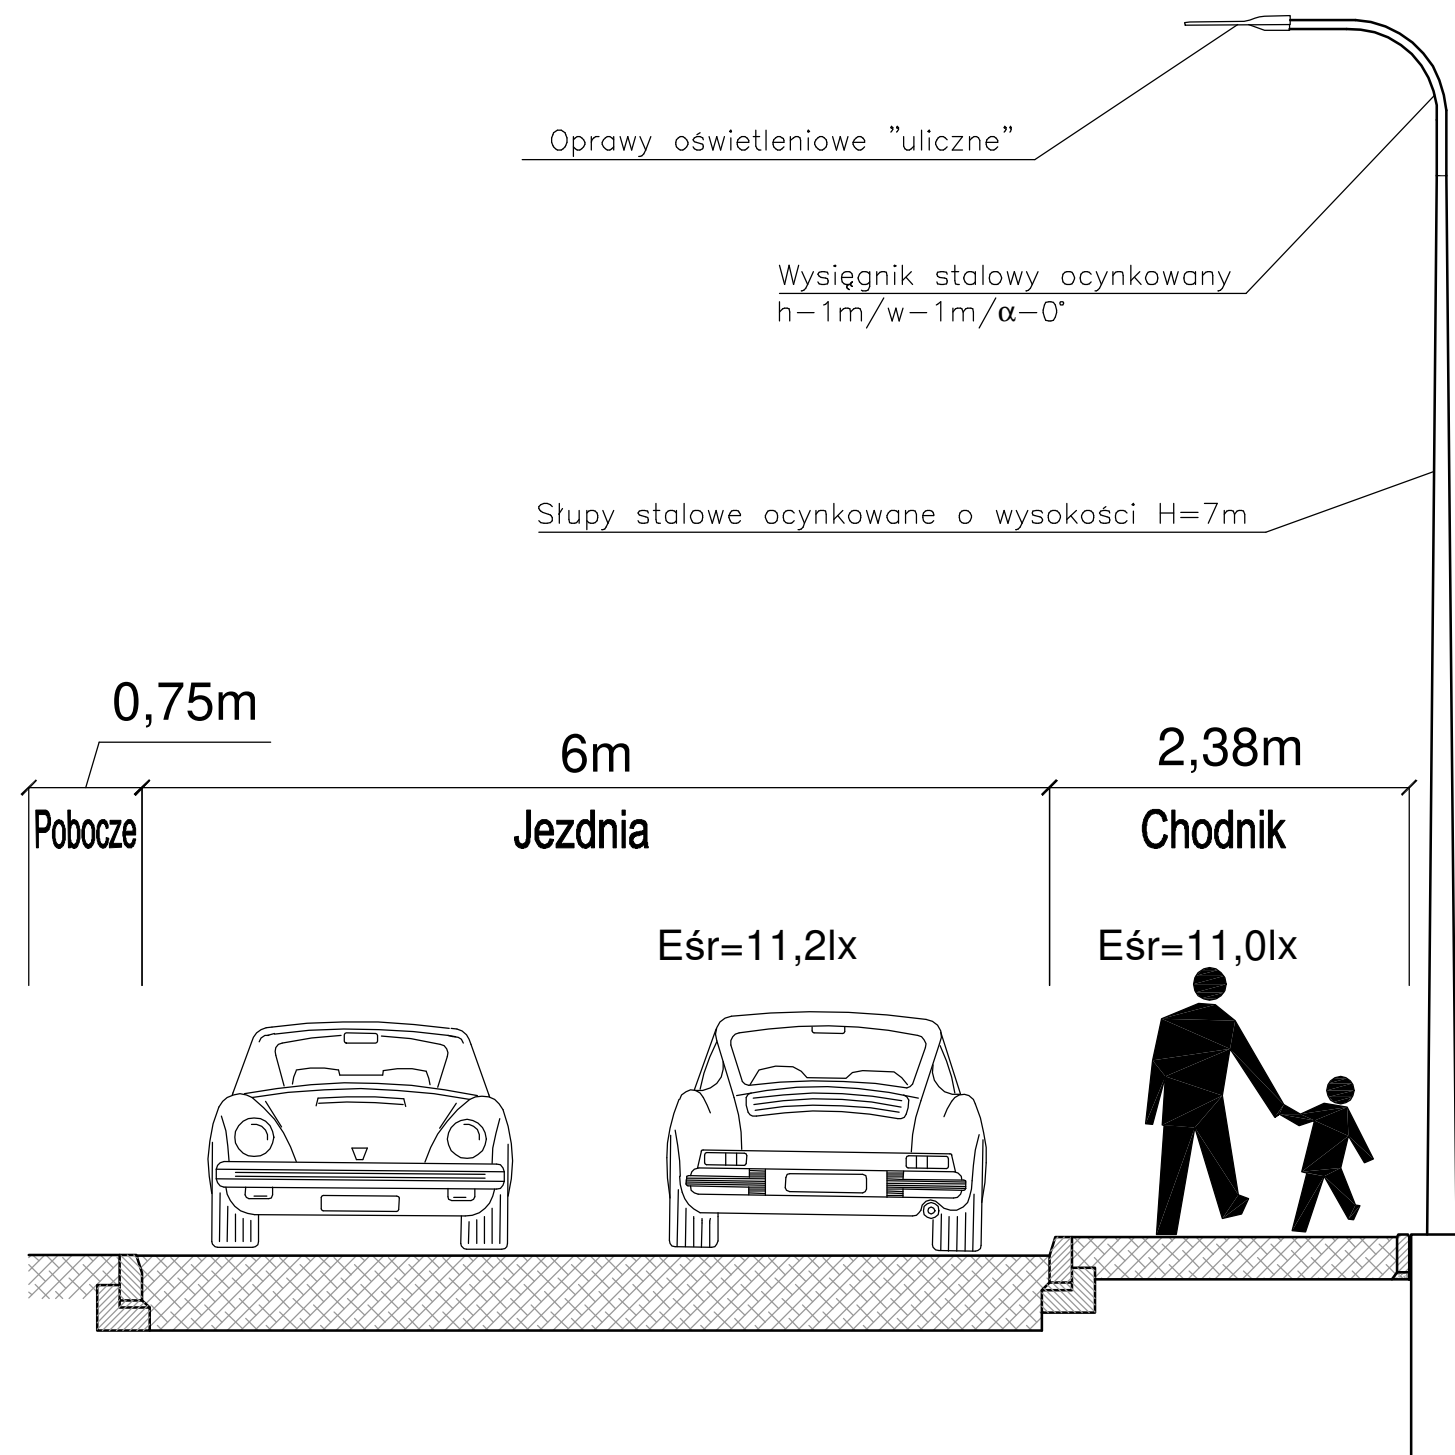 Oprawy oświetleniowe "uliczne"
Wysięgnik stalowy ocynkowany
h-1m/w-1m/α-0°
Słupy stalowe ocynkowane o wysokości H=7m
0,75m
6m
2,38m
Pobocze
Jezdnia
Chodnik
Eśr=11,2lx
Eśr=11,0lx